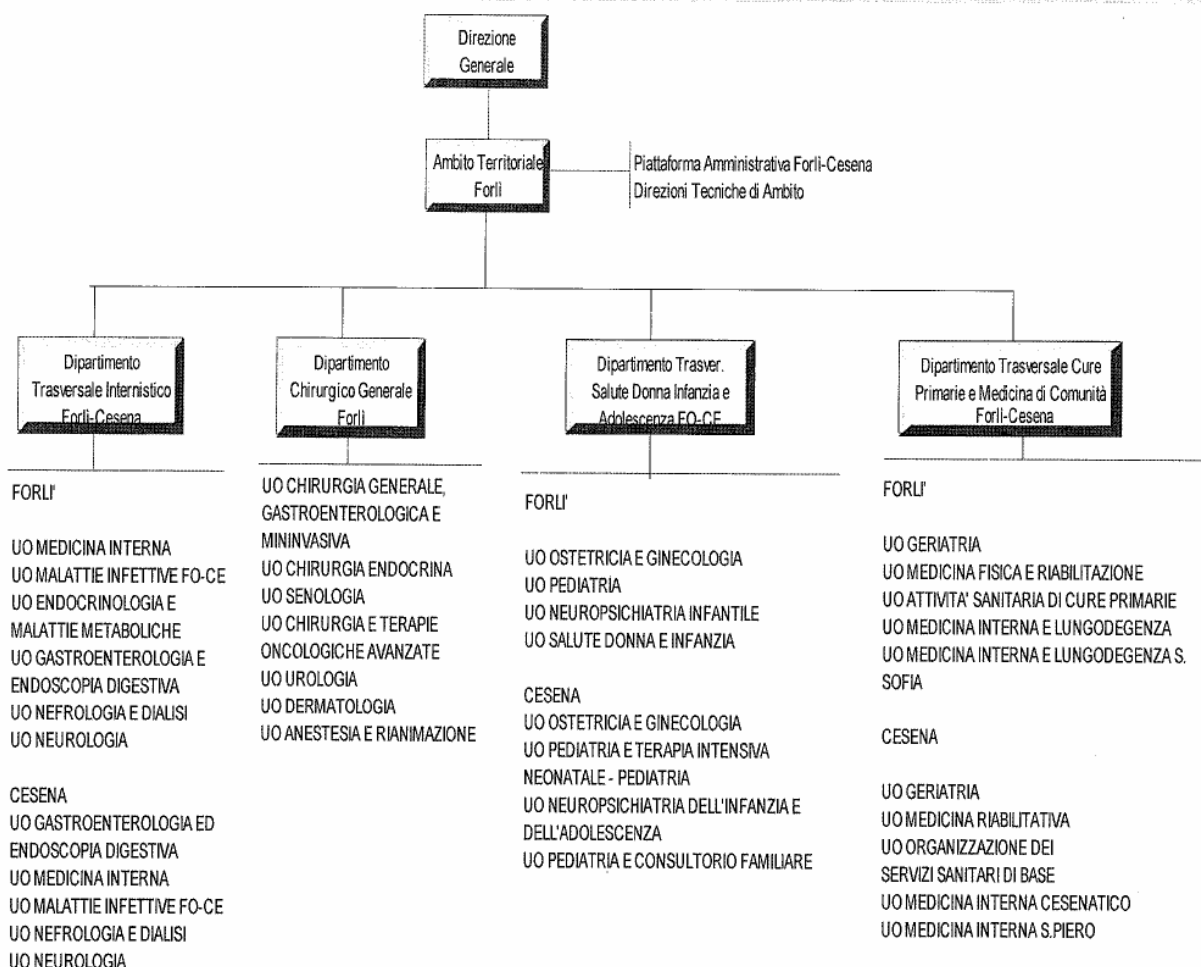 Direzione
Generale
Ambito Territoriale
Forlì
Piattaforma Amministrativa Forlì-Cesena
Direzioni Tecniche di Ambito
Dipartimento
Trasversale Internistico
Forlì-Cesena
Dipartimento
Chirurgico Generale
Forlì
Dipartimento Trasver.
Salute Donna Infanzia e
Adolescenza FO-CE
Dipartimento Trasversale Cure
Primarie e Medicina di Comunità
Forlì-Cesena
FORLI'
UO MEDICINA INTERNA
UO MALATTIE INFETTIVE FO-CE
UO ENDOCRINOLOGIA E
MALATTIE METABOLICHE
UO GASTROENTEROLOGIA E
ENDOSCOPIA DIGESTIVA
UO NEFROLOGIA E DIALISI
UO NEUROLOGIA
CESENA
UO GASTROENTEROLOGIA ED
ENDOSCOPIA DIGESTIVA
UO MEDICINA INTERNA
UO MALATTIE INFETTIVE FO-CE
UO NEFROLOGIA E DIALISI
UO NEUROLOGIA
UO CHIRURGIA GENERALE,
GASTROENTEROLOGICA E
MININVASIVA
UO CHIRURGIA ENDOCRINA
UO SENOLOGIA
UO CHIRURGIA E TERAPIE
ONCOLOGICHE AVANZATE
UO UROLOGIA
UO DERMATOLOGIA
UO ANESTESIA E RIANIMAZIONE
FORLI'
UO OSTETRICIA E GINECOLOGIA
UO PEDIATRIA
UO NEUROPSICHIATRIA INFANTILE
UO SALUTE DONNA E INFANZIA
CESENA
UO OSTETRICIA E GINECOLOGIA
UO PEDIATRIA E TERAPIA INTENSIVA
NEONATALE - PEDIATRIA
UO NEUROPSICHIATRIA DELL'INFANZIA E
DELL'ADOLESCENZA
UO PEDIATRIA E CONSULTORIO FAMILIARE
FORLI'
UO GERIATRIA
UO MEDICINA FISICA E RIABILITAZIONE
UO ATTIVITA' SANITARIA DI CURE PRIMARIE
UO MEDICINA INTERNA E LUNGODEGENZA
UO MEDICINA INTERNA E LUNGODEGENZA S.
SOFIA
CESENA
UO GERIATRIA
UO MEDICINA RIABILITATIVA
UO ORGANIZZAZIONE DEI
SERVIZI SANITARI DI BASE
UO MEDICINA INTERNA CESENATICO
UO MEDICINA INTERNA S.PIERO